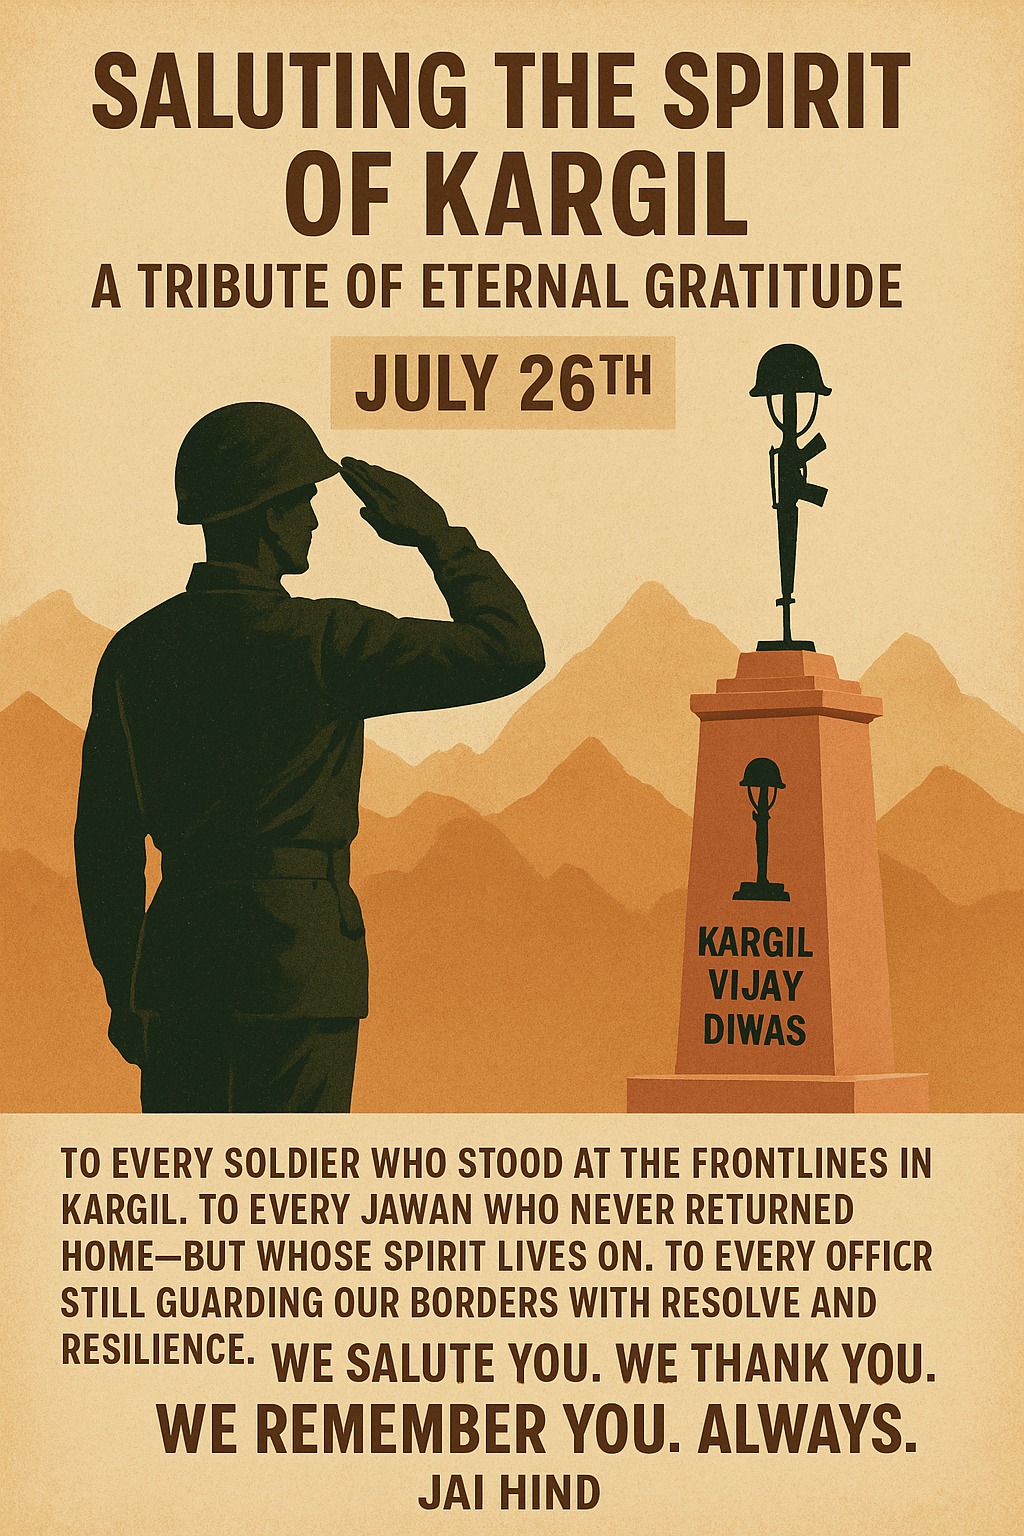 SALUTING THE SPIRIT
OF KARGIL
A TRIBUTE OF ETERNAL GRATITUDE
JULY 26TH
KARGIL
VIJAY
DIWAS
TO EVERY SOLDIER WHO STOOD AT THE FRONTLINES IN
KARGIL. TO EVERY JAWAN WHO NEVER RETURNED
HOME—BUT WHOSE SPIRIT LIVES ON. TO EVERY OFFICR
STILL GUARDING OUR BORDERS WITH RESOLVE AND
RESILIENCE. WE SALUTE YOU. WE THANK YOU.
WE REMEMBER YOU. ALWAYS.
JAI HIND